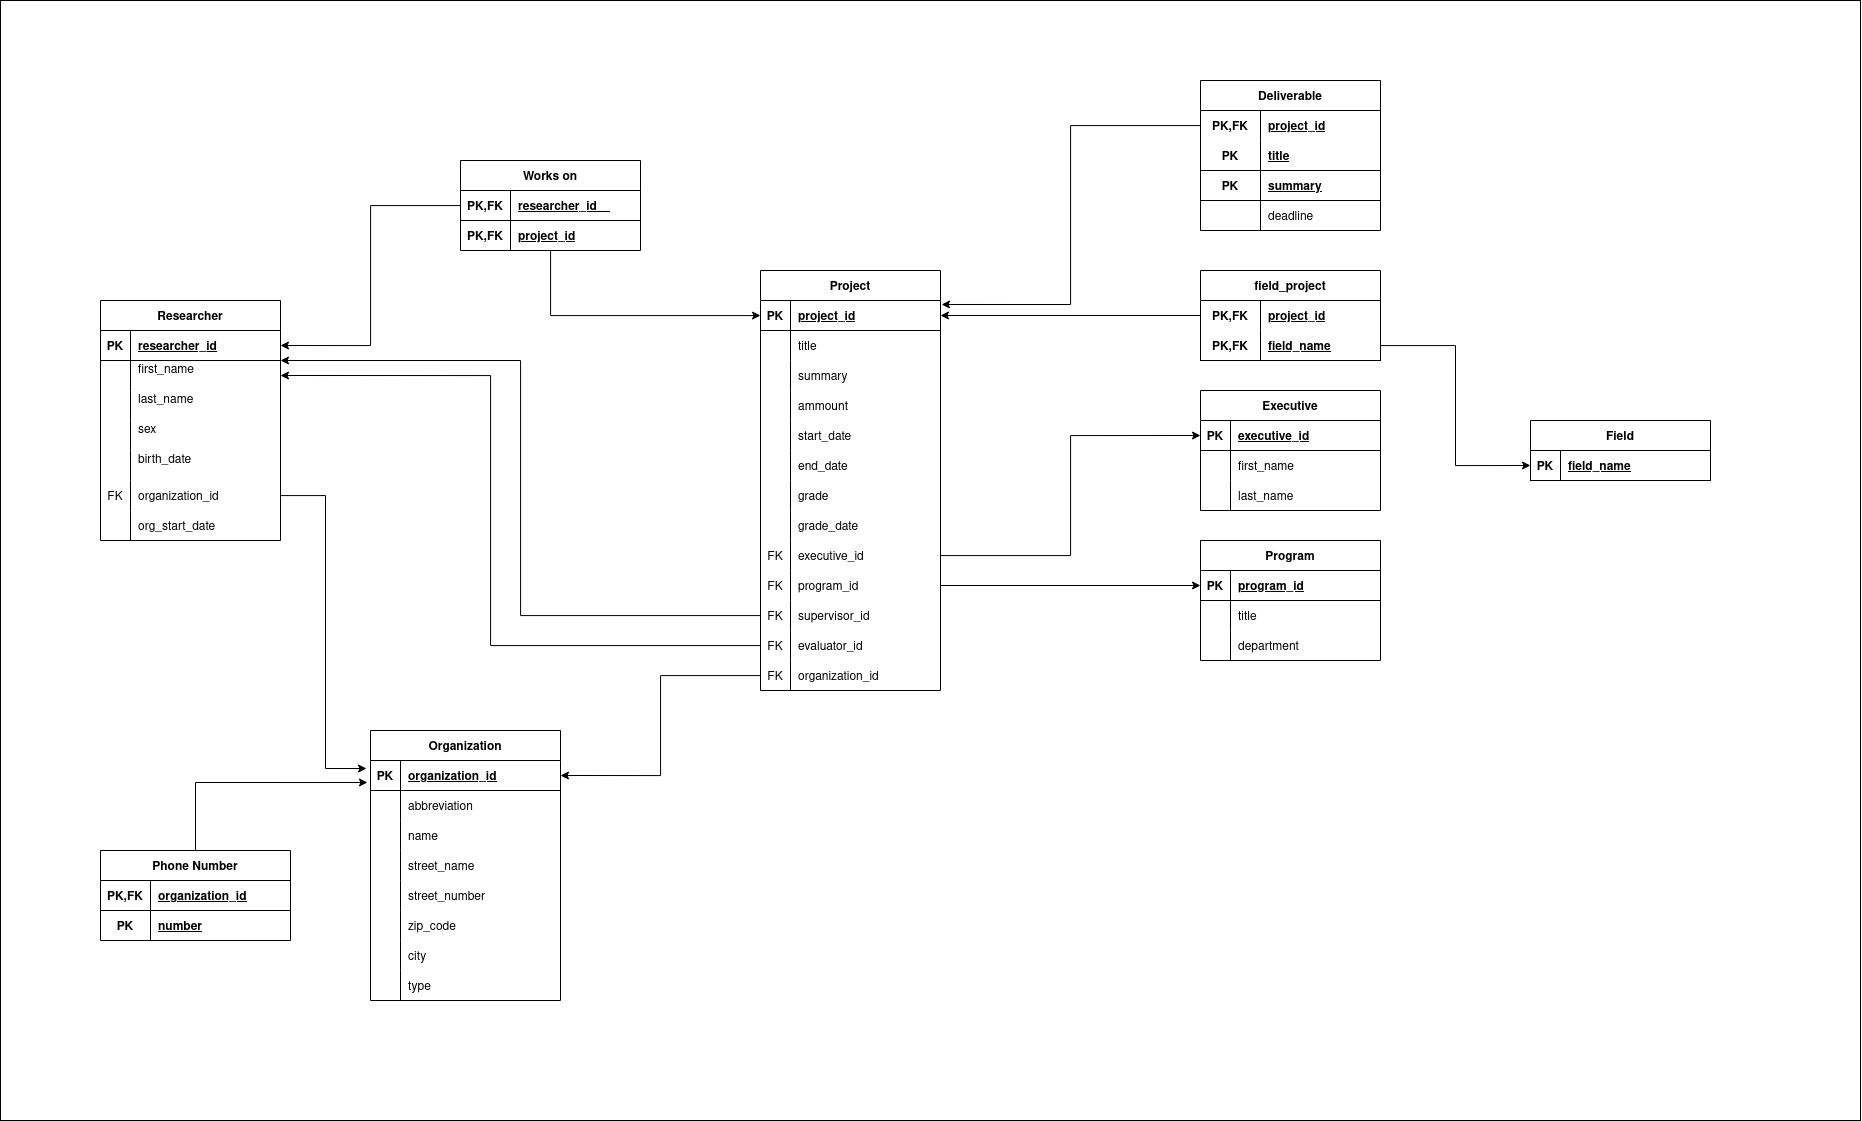 Deliverable
PK,FK project_id
PK title
PK summary
deadline
Works on
PK,FK researcher_id
PK,FK project_id
Project
PK project_id
title
summary
ammount
start_date
end_date
grade
grade_date
FK executive_id
FK program_id
FK supervisor_id
FK evaluator_id
FK organization_id
field_project
PK,FK project_id
PK,FK field_name
Researcher
PK researcher_id
first_name
last_name
sex
birth_date
FK organization_id
org_start_date
Executive
PK executive_id
first_name
last_name
Field
PK field_name
Program
PK program_id
title
department
Organization
PK organization_id
abbreviation
name
street_name
street_number
zip_code
city
type
Phone Number
PK,FK organization_id
PK number